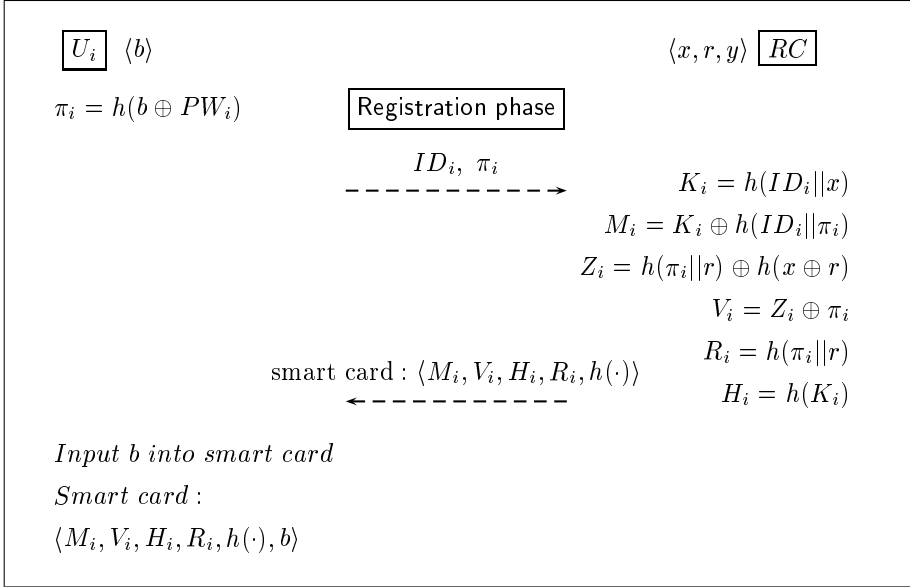 U_i ⟨b⟩ ⟨x, r, y⟩ RC
π_i = h(b ⊕ PW_i)
Registration phase
ID_i, π_i
K_i = h(ID_i||x)
M_i = K_i ⊕ h(ID_i||π_i)
Z_i = h(π_i||r) ⊕ h(x ⊕ r)
V_i = Z_i ⊕ π_i
R_i = h(π_i||r)
smart card : ⟨M_i, V_i, H_i, R_i, h(·)⟩
H_i = h(K_i)
Input b into smart card
Smart card :
⟨M_i, V_i, H_i, R_i, h(·), b⟩